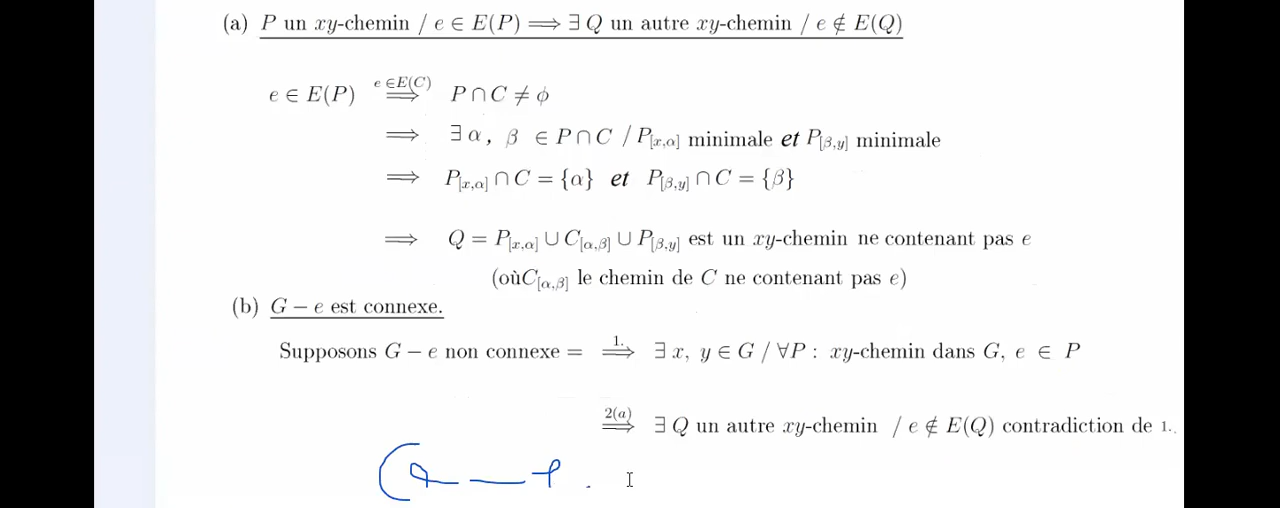 (a) P un xy-chemin / e ∈ E(P) ⟹ ∃ Q un autre xy-chemin / e ∉ E(Q)
e ∈ E(P) e ∈E(C) ⟹ P ∩ C ≠ ϕ
⟹ ∃ α, β ∈ P ∩ C / P[x,α] minimale et P[β,y] minimale
⟹ P[x,α] ∩ C = {α} et P[β,y] ∩ C = {β}
⟹ Q = P[x,α] ∪ C[α,β] ∪ P[β,y] est un xy-chemin ne contenant pas e
(oùC[α,β] le chemin de C ne contenant pas e)
(b) G − e est connexe.
Supposons G − e non connexe = 1. ⟹ ∃ x, y ∈ G / ∀P : xy-chemin dans G, e ∈ P
2(a) ⟹ ∃ Q un autre xy-chemin / e ∉ E(Q) contradiction de 1.